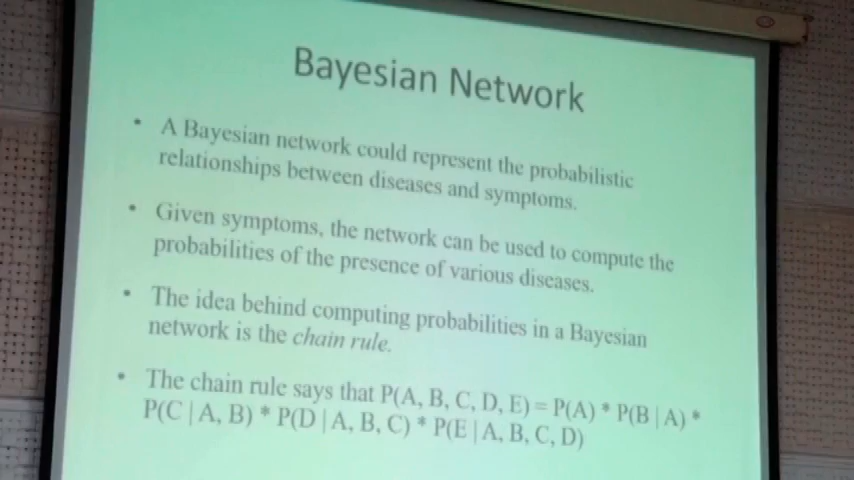 Bayesian Network
• A Bayesian network could represent the probabilistic
relationships between diseases and symptoms.
• Given symptoms, the network can be used to compute the
probabilities of the presence of various diseases.
• The idea behind computing probabilities in a Bayesian
network is the chain rule.
• The chain rule says that P(A, B, C, D, E) = P(A) * P(B | A) *
P(C | A, B) * P(D | A, B, C) * P(E | A, B, C, D)